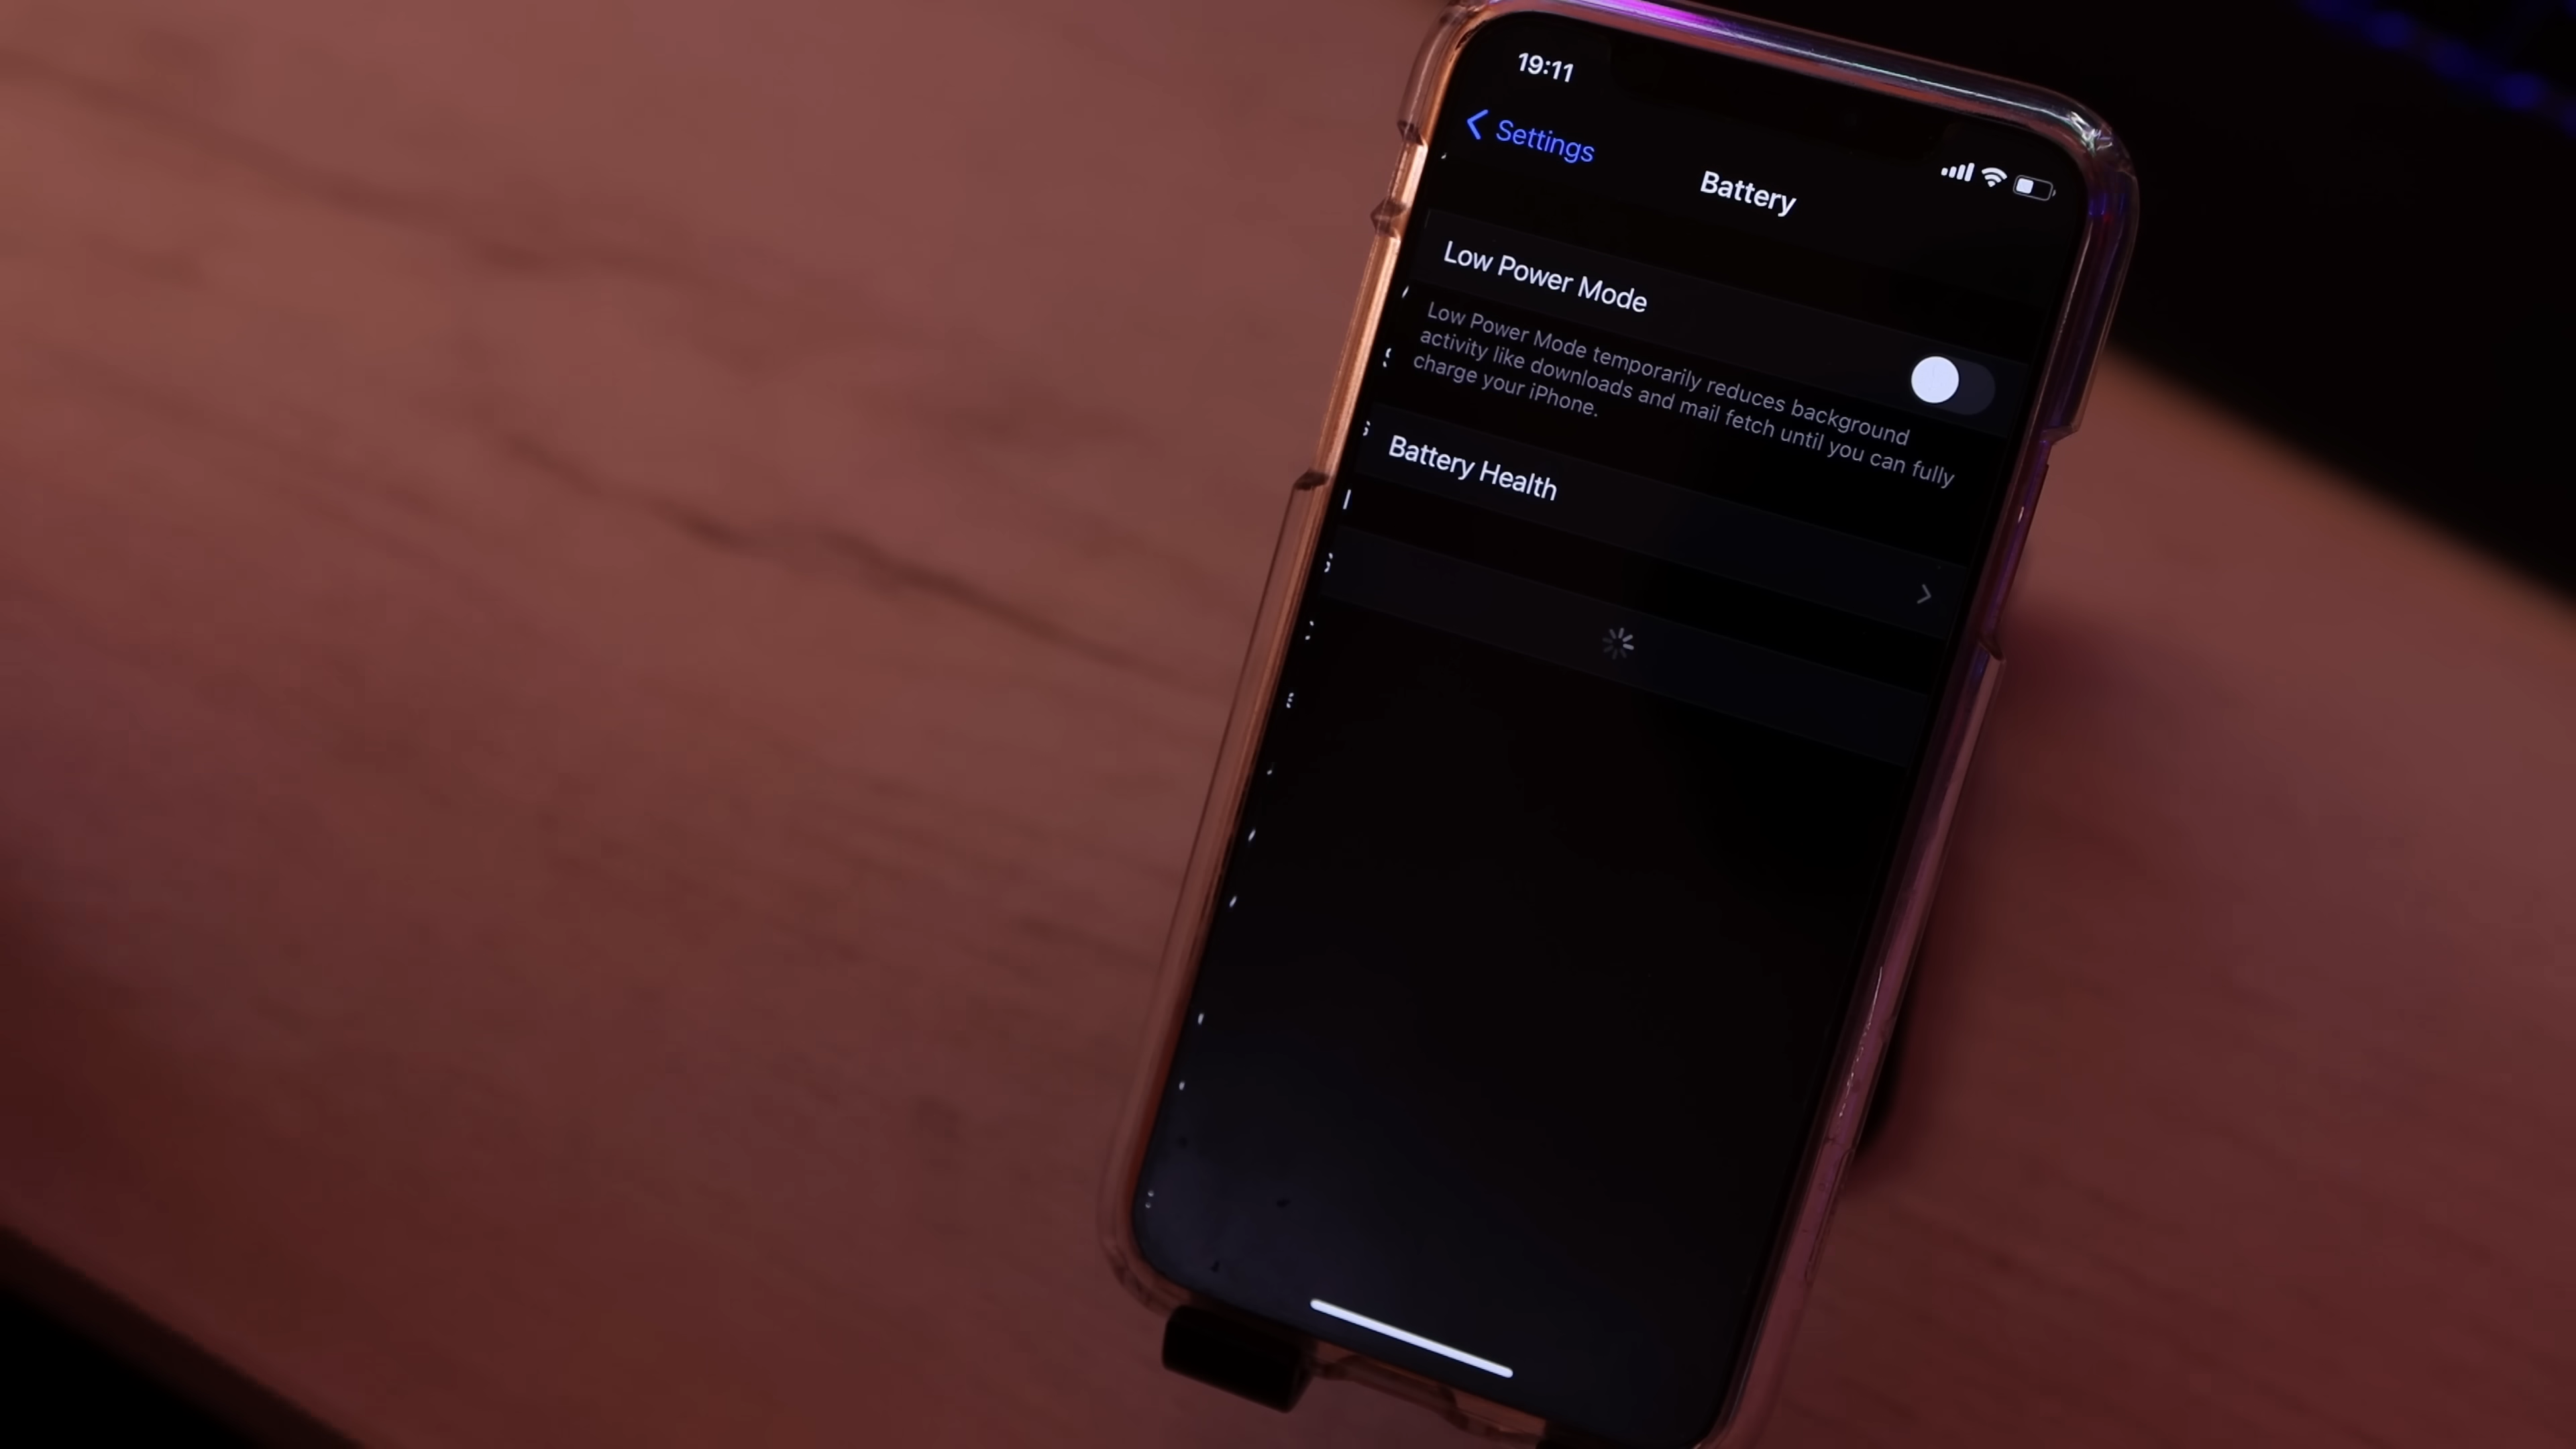 19:11
Settings
Battery
Low Power Mode
Low Power Mode temporarily reduces background
activity like downloads and mail fetch until you can fully
charge your iPhone.
Battery Health